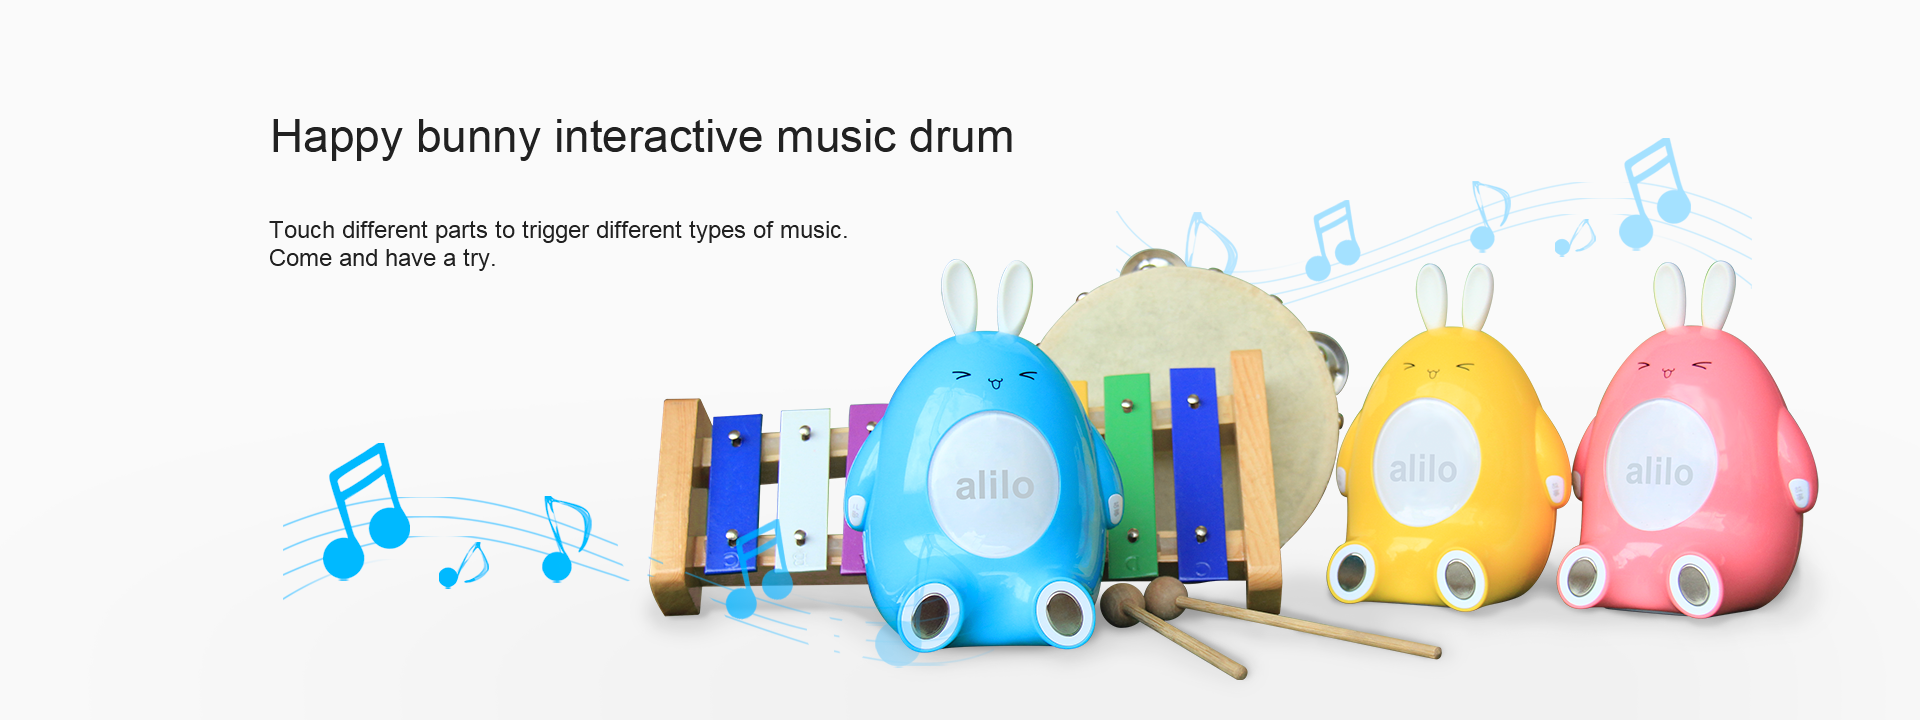 Happy bunny interactive music drum
Touch different parts to trigger different types of music.
Come and have a try.
alilo
alilo
alilo